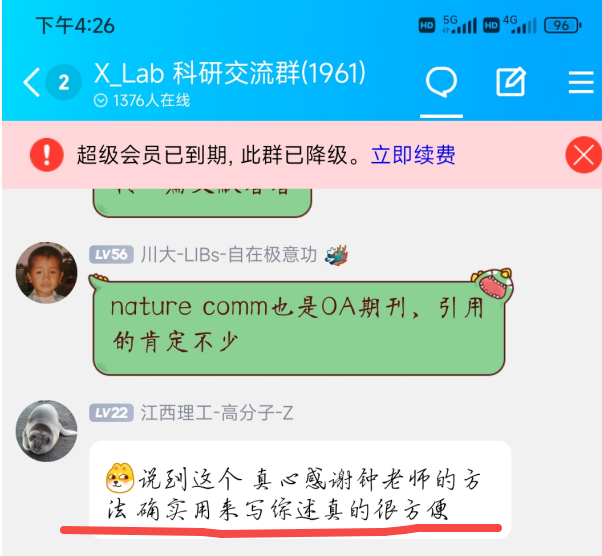 下午4:26
HD 5G HD 4G 96
2
X_Lab 科研交流群(1961)
1376人在线
超级会员已到期, 此群已降级。立即续费
LV56 川大-LIBs-自在极意功
nature comm也是OA期刊，引用
的肯定不少
LV22 江西理工-高分子-Z
说到这个 真心感谢钟老师的方
法 确实用来写综述真的很方便